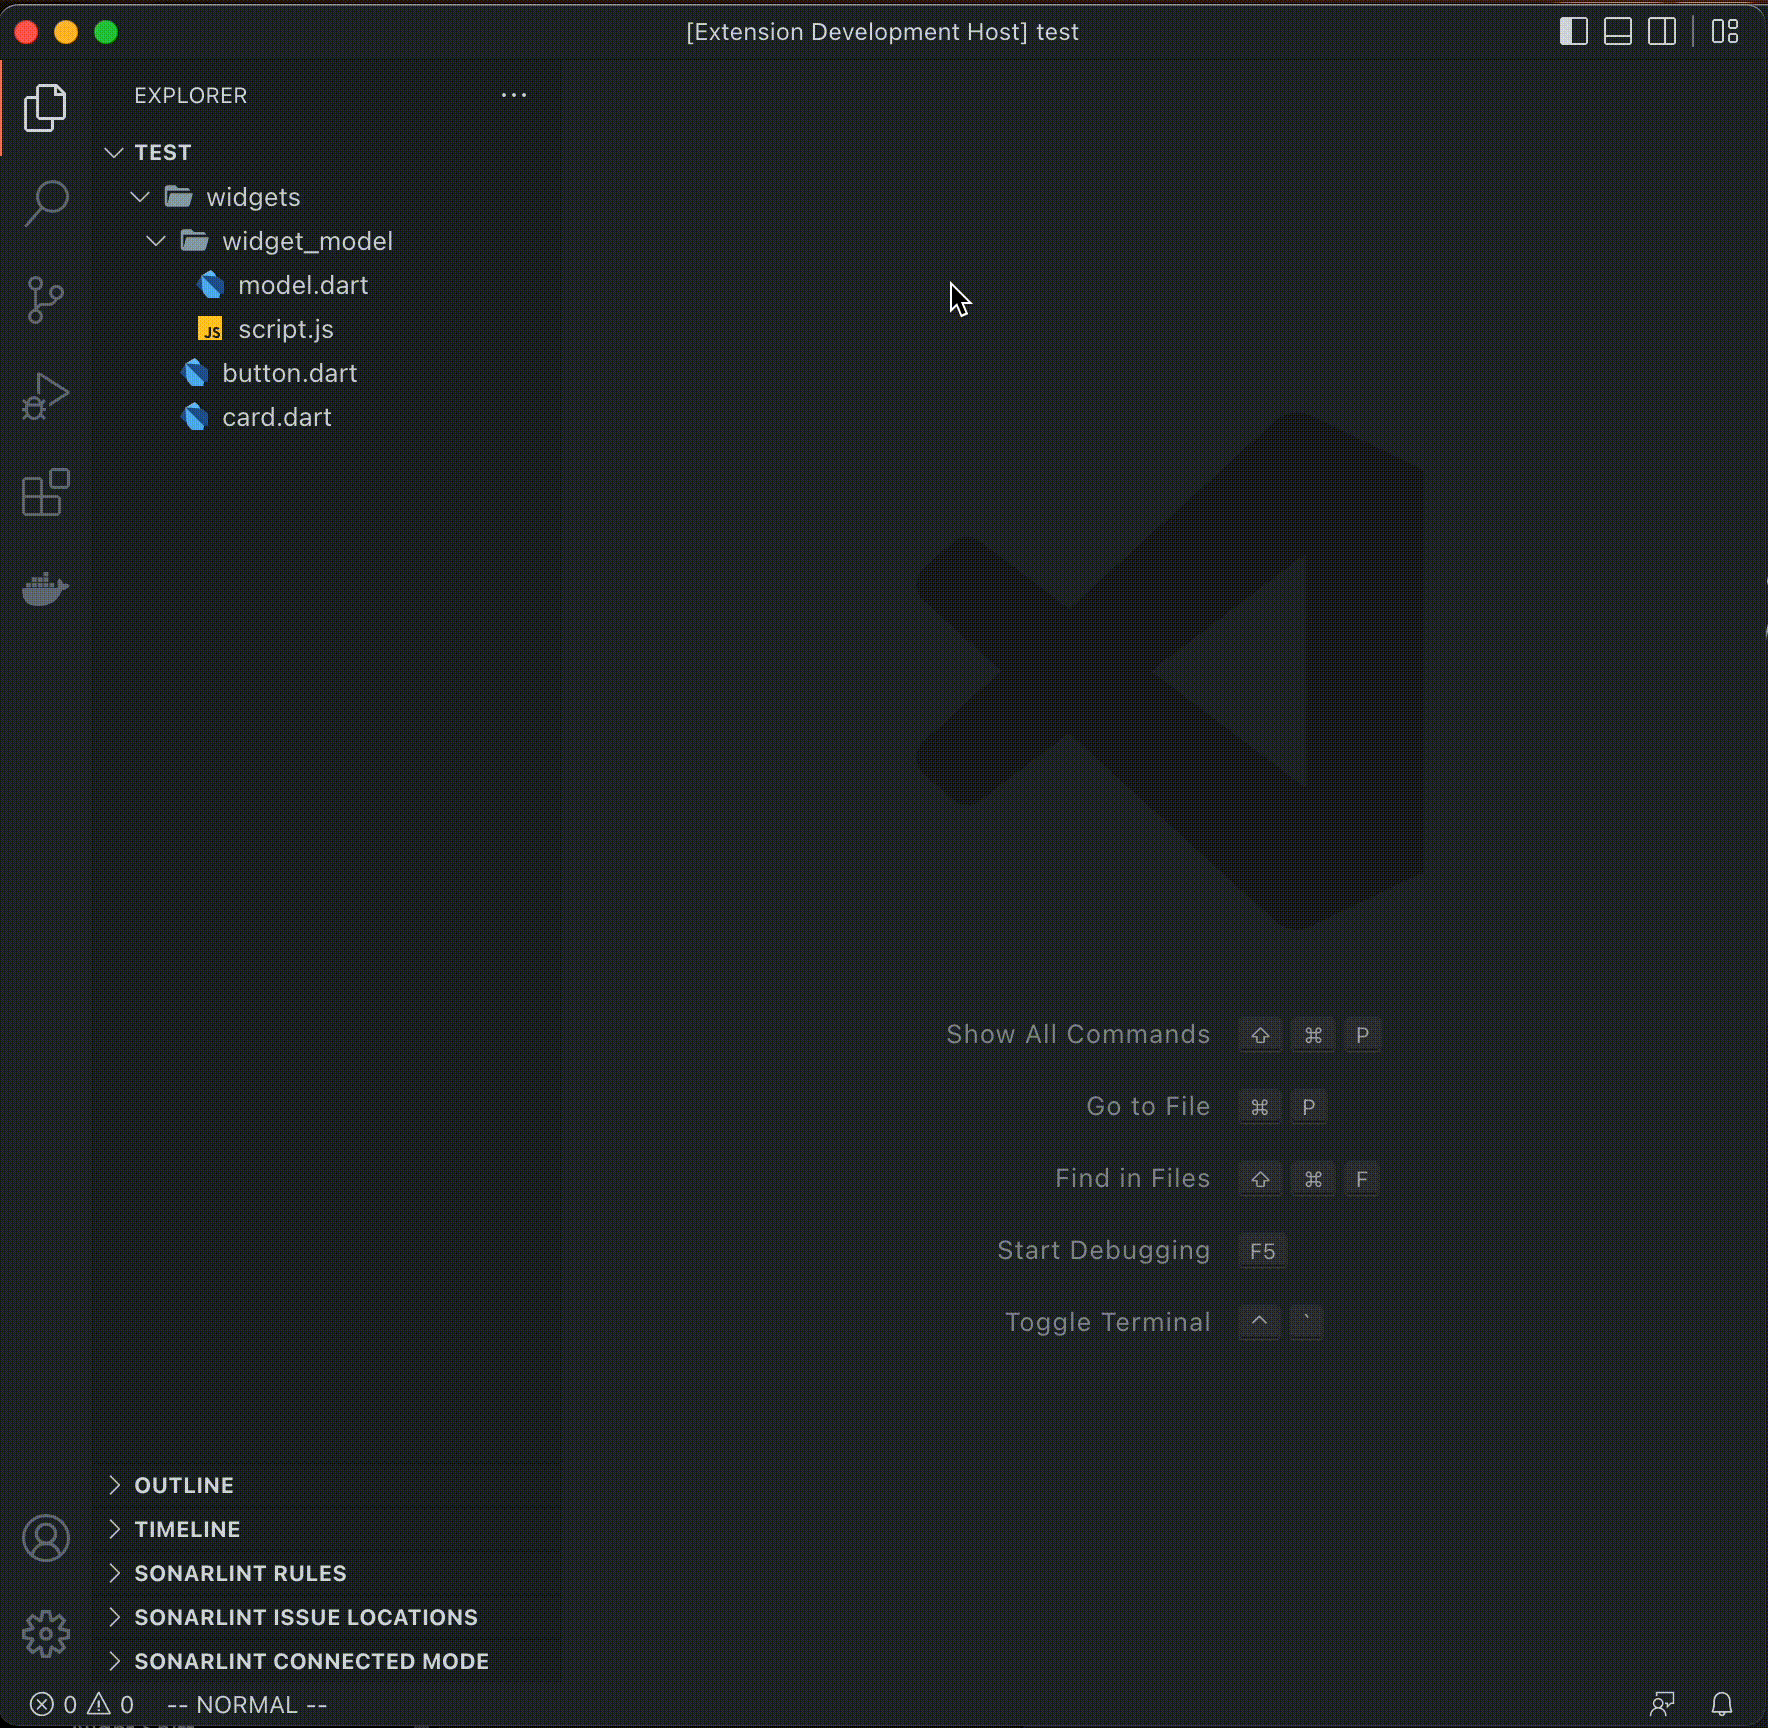 [Extension Development Host] test
EXPLORER
TEST
widgets
widget_model
model.dart
JS script.js
button.dart
card.dart
Show All Commands ⇧ ⌘ P
Go to File ⌘ P
Find in Files ⇧ ⌘ F
Start Debugging F5
Toggle Terminal ^ `
OUTLINE
TIMELINE
SONARLINT RULES
SONARLINT ISSUE LOCATIONS
SONARLINT CONNECTED MODE
0 0 -- NORMAL --